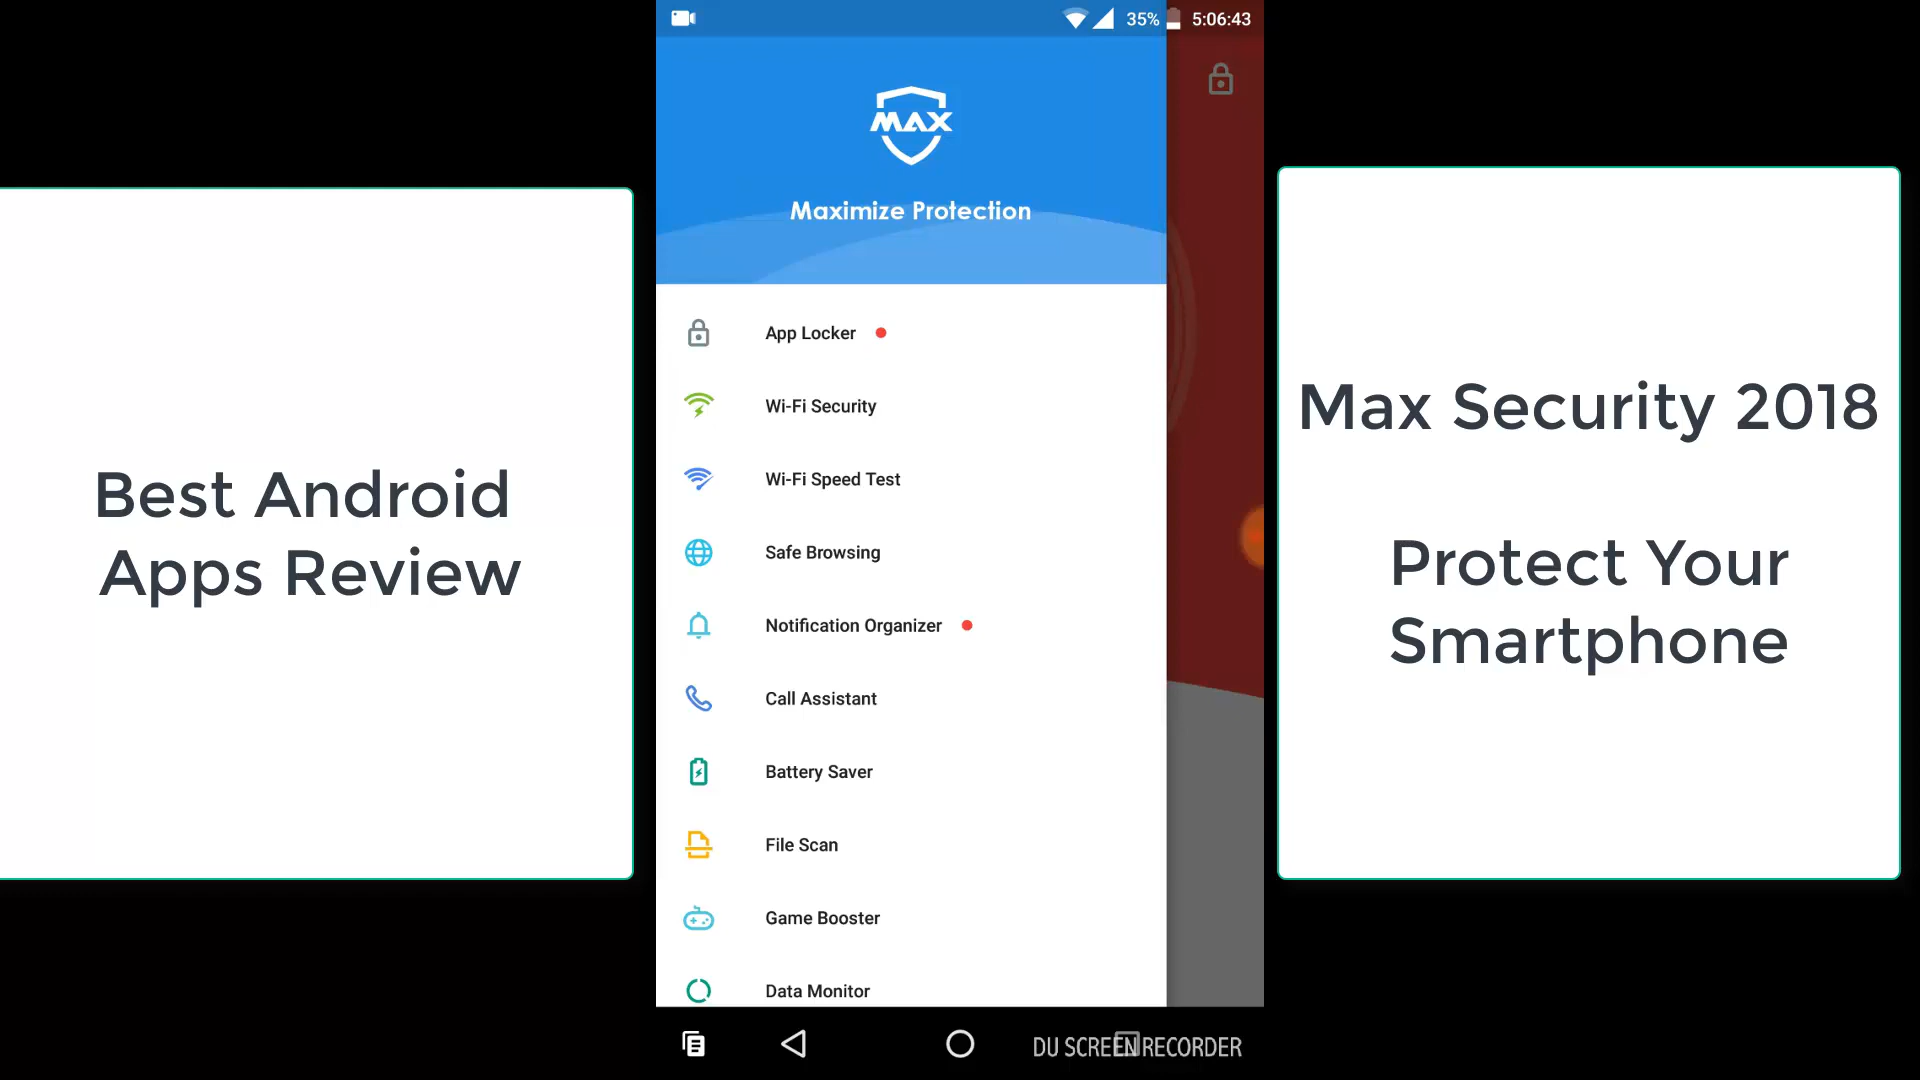 35% 5:06:43
MAX
Maximize Protection
App Locker
Wi-Fi Security
Wi-Fi Speed Test
Safe Browsing
Notification Organizer
Call Assistant
Battery Saver
File Scan
Game Booster
Data Monitor
DU SCREEN RECORDER
Best Android
Apps Review
Max Security 2018
Protect Your
Smartphone